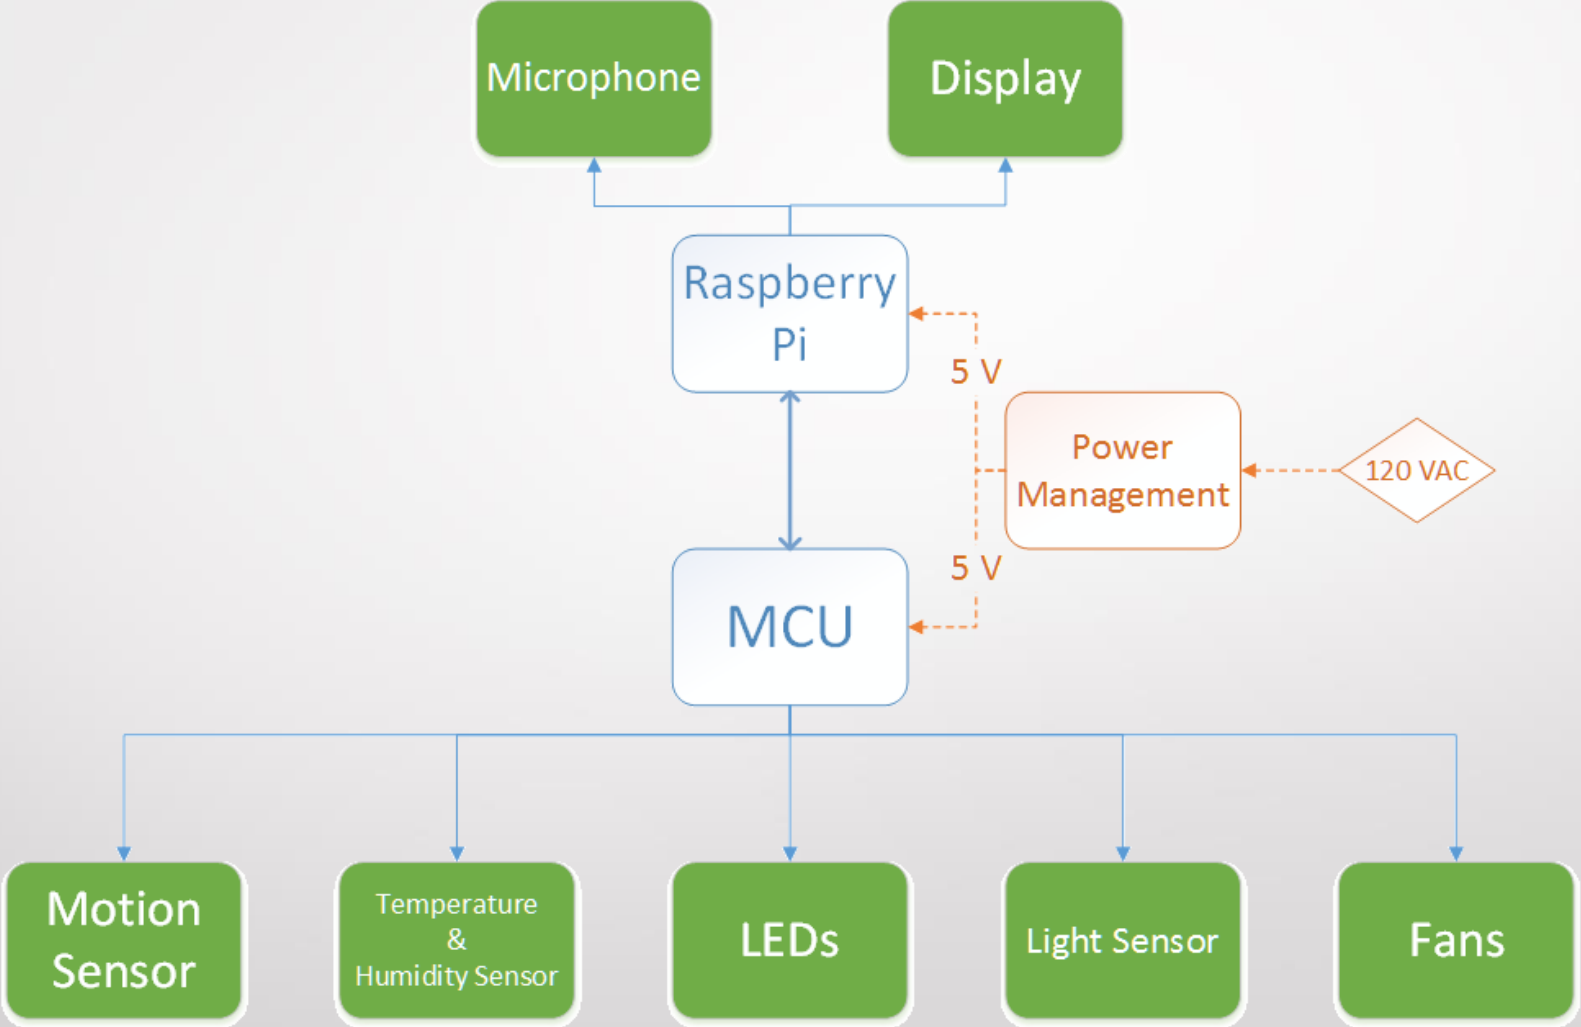 Microphone
Display
Raspberry
Pi
5 V
Power
Management
120 VAC
5 V
MCU
Motion
Sensor
Temperature
&
Humidity Sensor
LEDs
Light Sensor
Fans